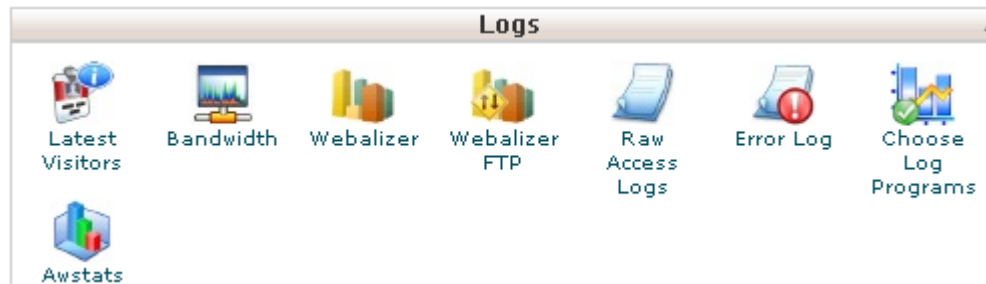 Logs
Latest Visitors
Bandwidth
Webalizer
Webalizer FTP
Raw Access Logs
Error Log
Choose Log Programs
Awstats